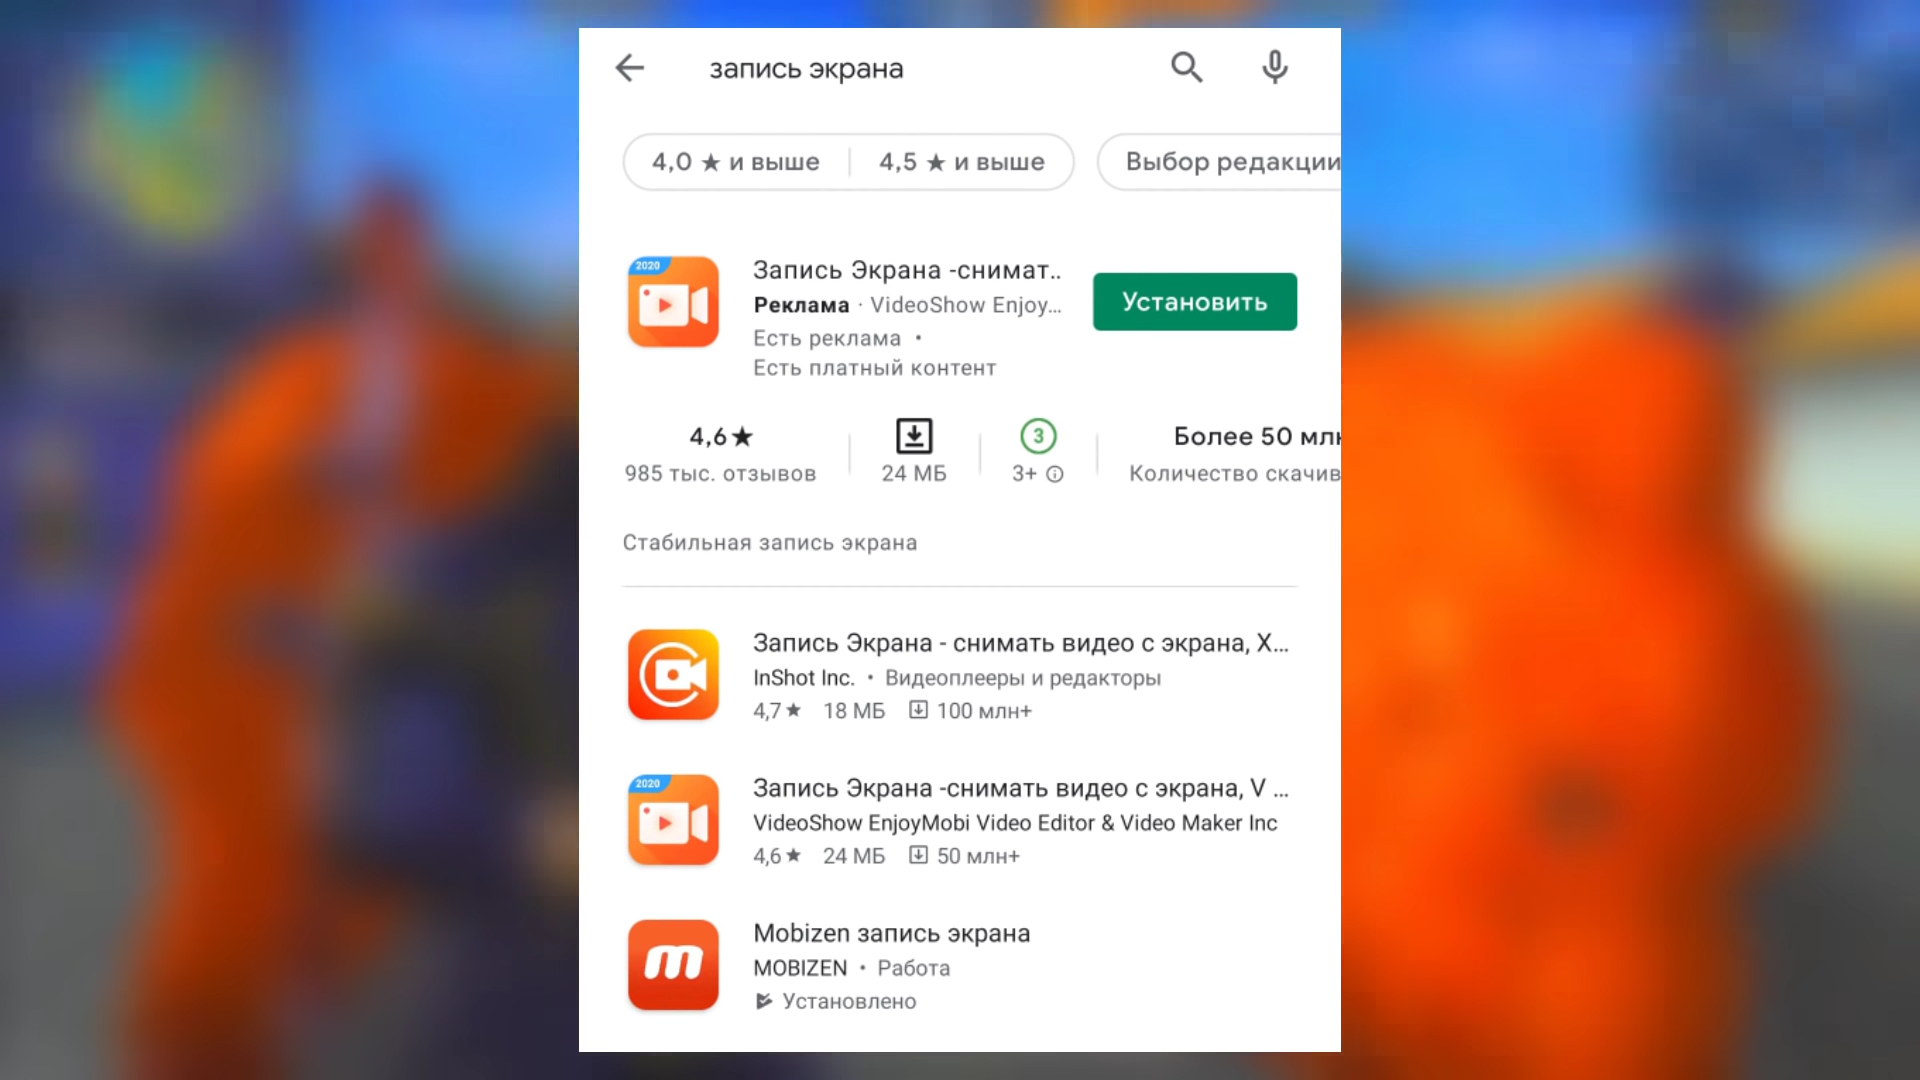 запись экрана
4,0 ★ и выше 4,5 ★ и выше Выбор редакции
2020
Запись Экрана -снимат..
Реклама · VideoShow Enjoy...
Установить
Есть реклама •
Есть платный контент
4,6★ 3 Более 50 млн
985 тыс. отзывов 24 МБ 3+ Количество скачив
Стабильная запись экрана
Запись Экрана - снимать видео с экрана, X...
InShot Inc. • Видеоплееры и редакторы
4,7★ 18 МБ 100 млн+
2020
Запись Экрана -снимать видео с экрана, V ...
VideoShow EnjoyMobi Video Editor & Video Maker Inc
4,6★ 24 МБ 50 млн+
m
Mobizen запись экрана
MOBIZEN • Работа
Установлено